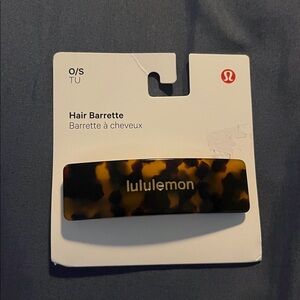 O/S
TU
Hair Barrette
Barrette à cheveux
lululemon